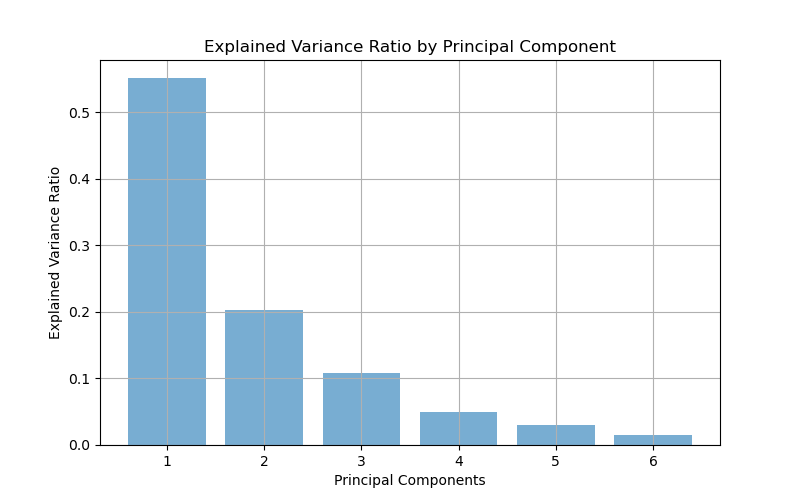 Explained Variance Ratio by Principal Component
Explained Variance Ratio
0.5
0.4
0.3
0.2
0.1
0.0
1 2 3 4 5 6
Principal Components